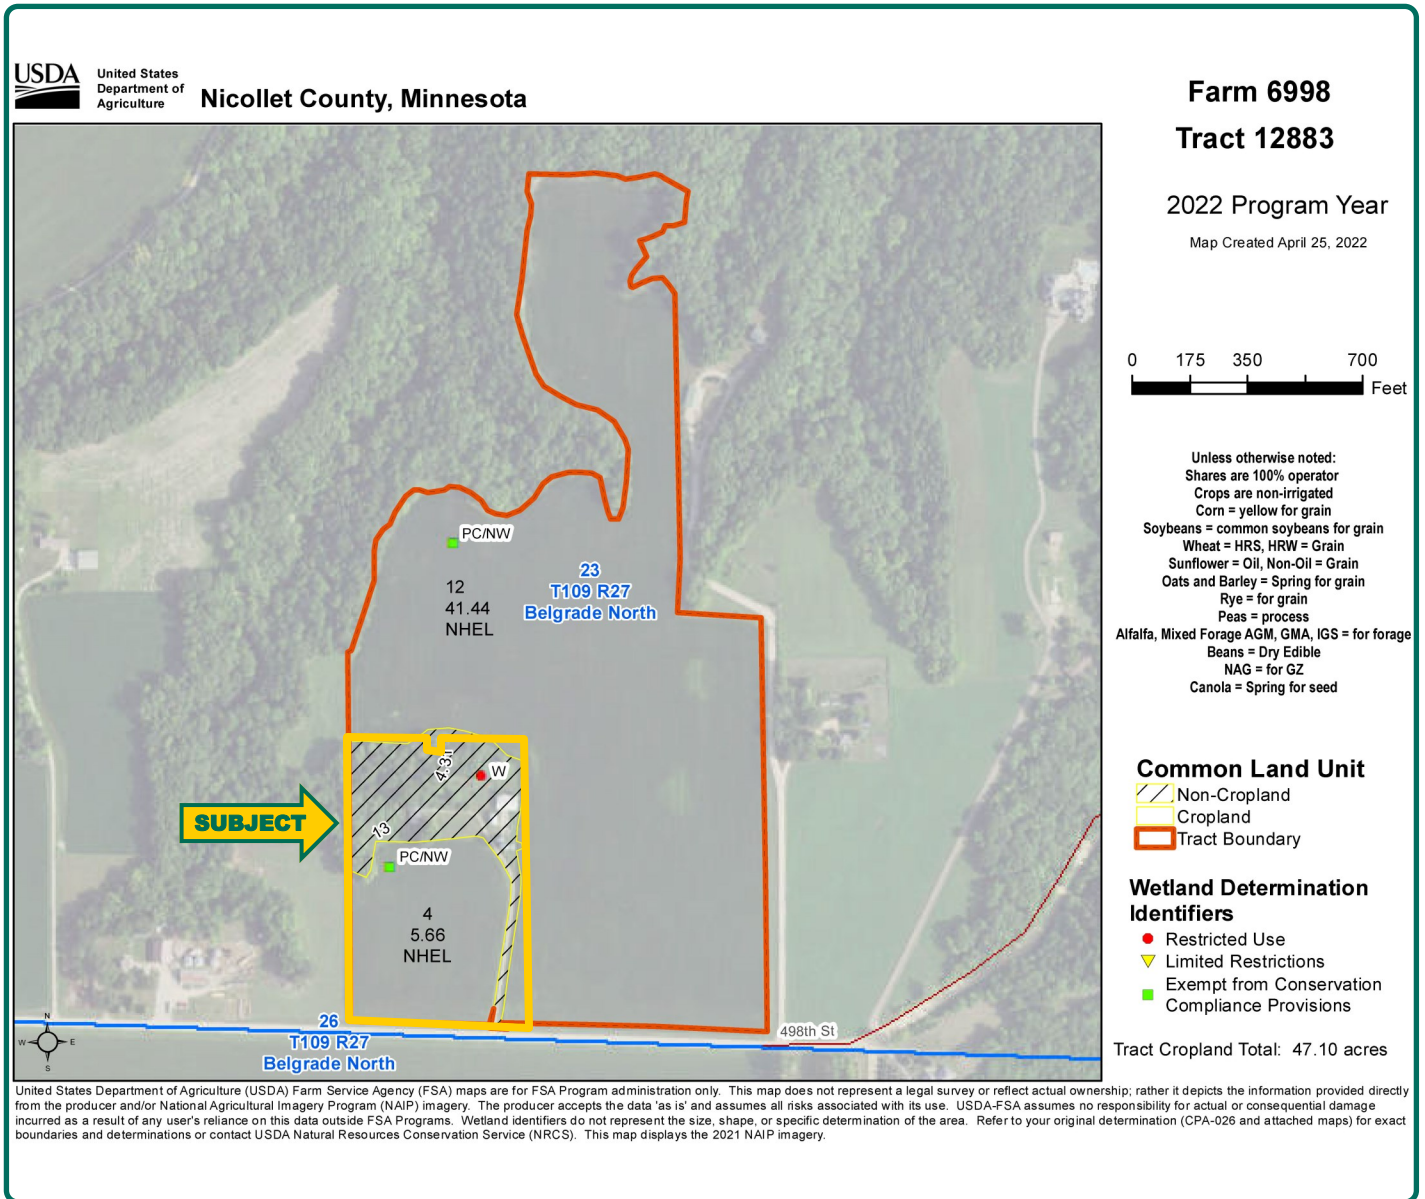 USDA
United States
Department of
Agriculture
Nicollet County, Minnesota
Farm 6998
Tract 12883
2022 Program Year
Map Created April 25, 2022
0 175 350 700
Feet
Unless otherwise noted:
Shares are 100% operator
Crops are non-irrigated
Corn = yellow for grain
Soybeans = common soybeans for grain
Wheat = HRS, HRW = Grain
Sunflower = Oil, Non-Oil = Grain
Oats and Barley = Spring for grain
Rye = for grain
Peas = process
Alfalfa, Mixed Forage AGM, GMA, IGS = for forage
Beans = Dry Edible
NAG = for GZ
Canola = Spring for seed
PC/NW
12
41.44
NHEL
23
T109 R27
Belgrade North
W
13
SUBJECT
PC/NW
4
5.66
NHEL
26
T109 R27
Belgrade North
498th St
N
W E
S
Common Land Unit
Non-Cropland
Cropland
Tract Boundary
Wetland Determination
Identifiers
Restricted Use
Limited Restrictions
Exempt from Conservation
Compliance Provisions
Tract Cropland Total: 47.10 acres
United States Department of Agriculture (USDA) Farm Service Agency (FSA) maps are for FSA Program administration only. This map does not represent a legal survey or reflect actual ownership; rather it depicts the information provided directly
from the producer and/or National Agricultural Imagery Program (NAIP) imagery. The producer accepts the data 'as is' and assumes all risks associated with its use. USDA-FSA assumes no responsibility for actual or consequential damage
incurred as a result of any user's reliance on this data outside FSA Programs. Wetland identifiers do not represent the size, shape, or specific determination of the area. Refer to your original determination (CPA-026 and attached maps) for exact
boundaries and determinations or contact USDA Natural Resources Conservation Service (NRCS). This map displays the 2021 NAIP imagery.